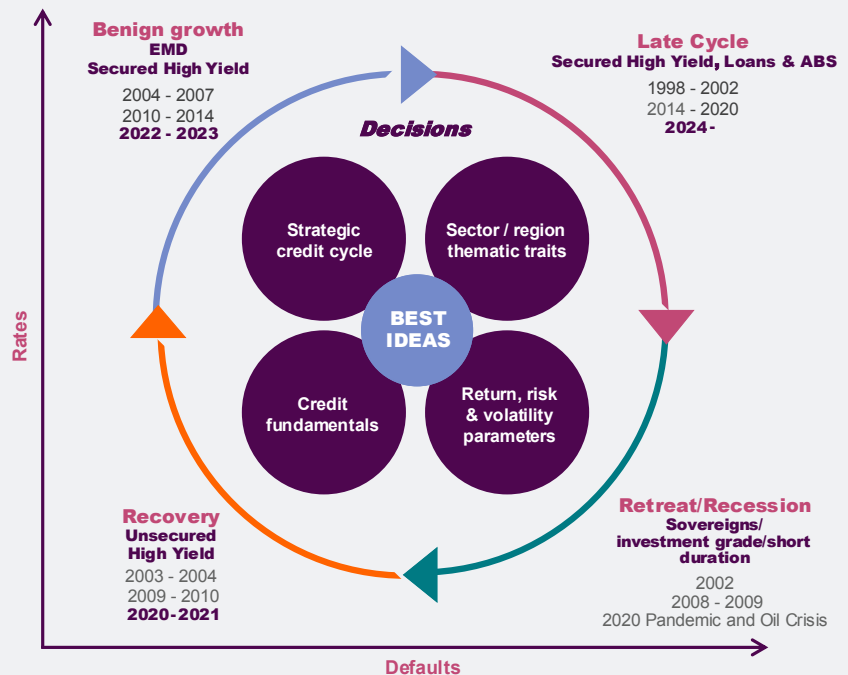 Benign growth
EMD
Secured High Yield
2004 - 2007
2010 - 2014
2022 - 2023
Late Cycle
Secured High Yield, Loans & ABS
1998 - 2002
2014 - 2020
2024 -
Decisions
Strategic
credit cycle
Sector / region
thematic traits
BEST
IDEAS
Credit
fundamentals
Return, risk
& volatility
parameters
Rates
Recovery
Unsecured
High Yield
2003 - 2004
2009 - 2010
2020 - 2021
Retreat/Recession
Sovereigns/
investment grade/short
duration
2002
2008 - 2009
2020 Pandemic and Oil Crisis
Defaults